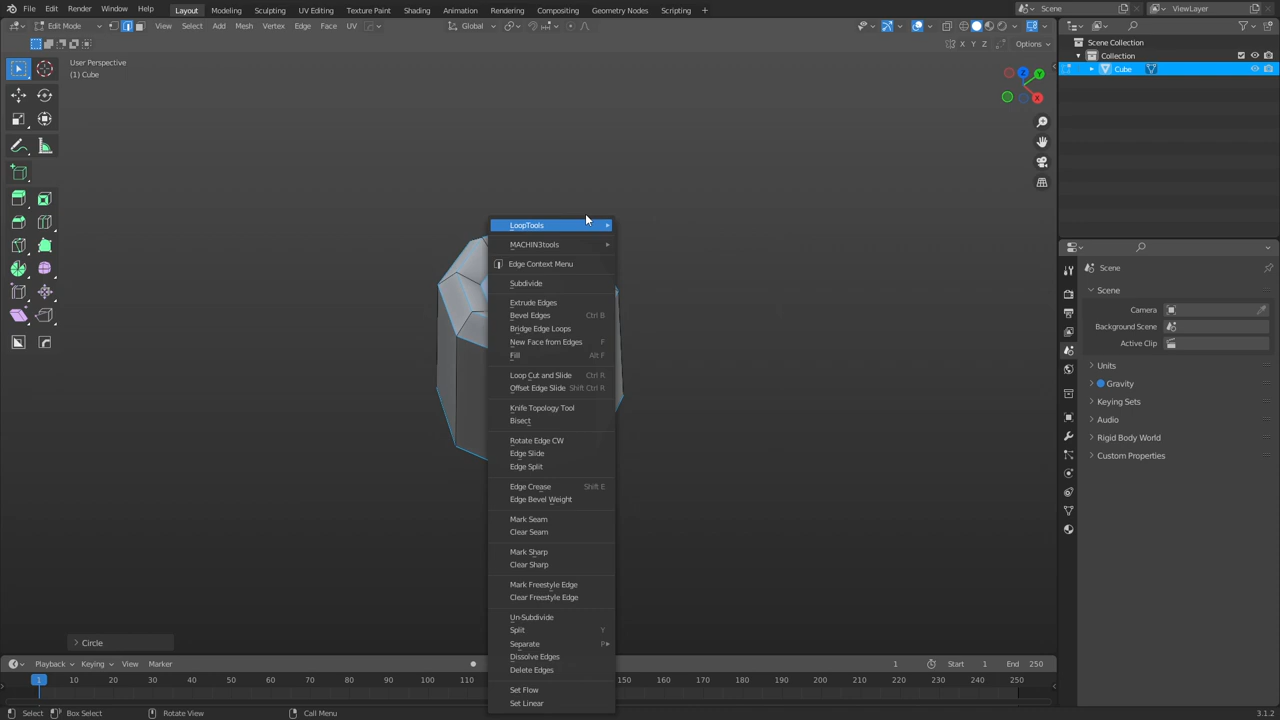 File Edit Render Window Help Layout Modeling Sculpting UV Editing Texture Paint Shading Animation Rendering Compositing Geometry Nodes Scripting + Scene ViewLayer
Edit Mode View Select Add Mesh Vertex Edge Face UV Global
X Y Z Options
User Perspective
(1) Cube
Scene Collection
Collection
Cube
Z Y X
LoopTools
MACHIN3tools
Edge Context Menu
Subdivide
Extrude Edges
Bevel Edges Ctrl B
Bridge Edge Loops
New Face from Edges F
Fill Alt F
Loop Cut and Slide Ctrl R
Offset Edge Slide Shift Ctrl R
Knife Topology Tool
Bisect
Rotate Edge CW
Edge Slide
Edge Split
Edge Crease Shift E
Edge Bevel Weight
Mark Seam
Clear Seam
Mark Sharp
Clear Sharp
Mark Freestyle Edge
Clear Freestyle Edge
Un-Subdivide
Split Y
Separate P
Dissolve Edges
Delete Edges
Set Flow
Set Linear
Scene
Scene
Camera
Background Scene
Active Clip
Units
Gravity
Keying Sets
Audio
Rigid Body World
Custom Properties
Circle
Playback Keying View Marker 1 Start 1 End 250
1 10 20 30 40 50 60 70 80 90 100 110 150 160 170 180 190 200 210 220 230 240 250
Select Box Select Rotate View Call Menu 3.1.2